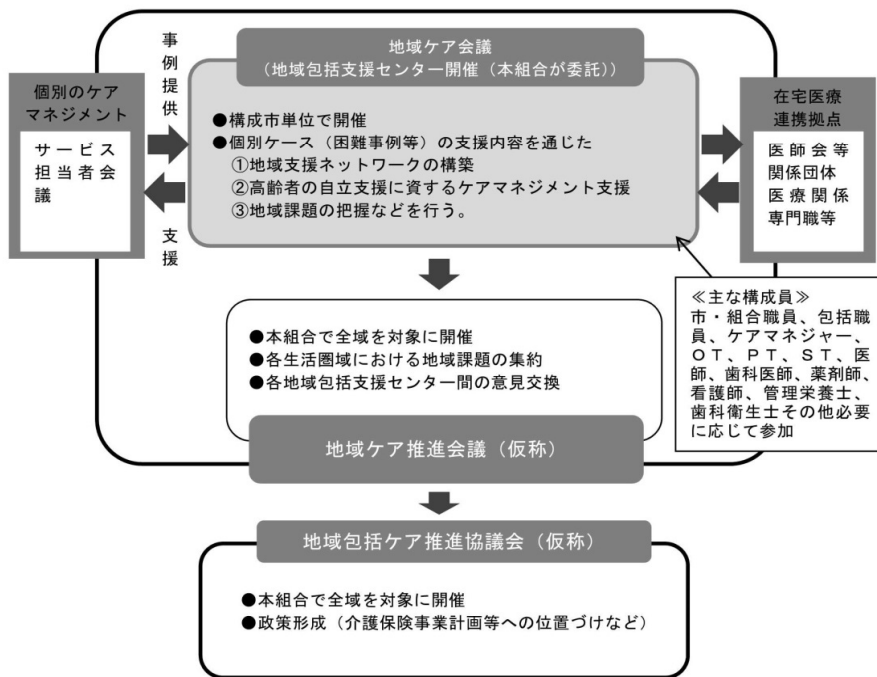 地域ケア会議
（地域包括支援センター開催（本組合が委託））
事例提供
個別のケア
マネジメント
サービス
担当者会
議
支援
●構成市単位で開催
●個別ケース（困難事例等）の支援内容を通じた
①地域支援ネットワークの構築
②高齢者の自立支援に資するケアマネジメント支援
③地域課題の把握などを行う。
在宅医療
連携拠点
医師会等
関係団体
医療関係
専門職等
≪主な構成員≫
市・組合職員、包括職
員、ケアマネジャー、
ＯＴ、ＰＴ、ＳＴ、医
師、歯科医師、薬剤師、
看護師、管理栄養士、
歯科衛生士その他必要
に応じて参加
●本組合で全域を対象に開催
●各生活圏域における地域課題の集約
●各地域包括支援センター間の意見交換
地域ケア推進会議（仮称）
地域包括ケア推進協議会（仮称）
●本組合で全域を対象に開催
●政策形成（介護保険事業計画等への位置づけなど）